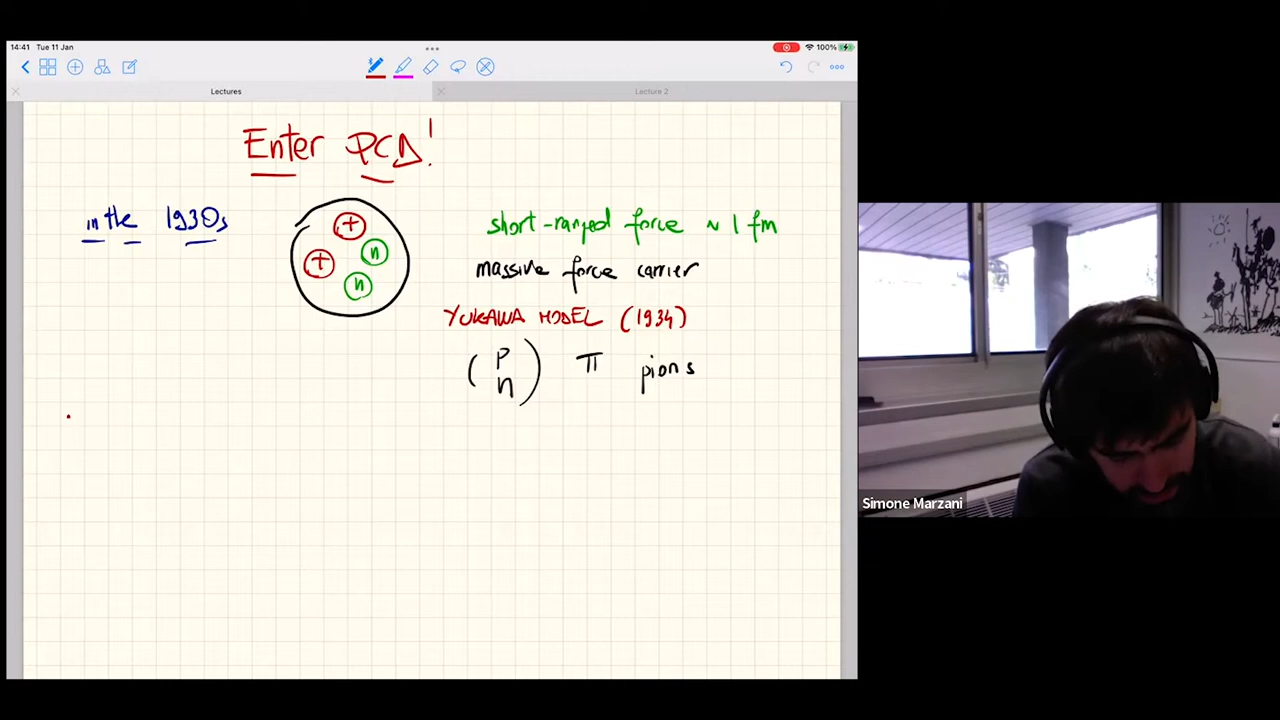 14:41 Tue 11 Jan
100%
Lectures
Lecture 2
Enter QCD!
in the 1930s
+
+
n
n
short-ranged force ~ 1 fm
massive force carrier
YUKAWA MODEL (1934)
( p n ) π pions
Simone Marzani